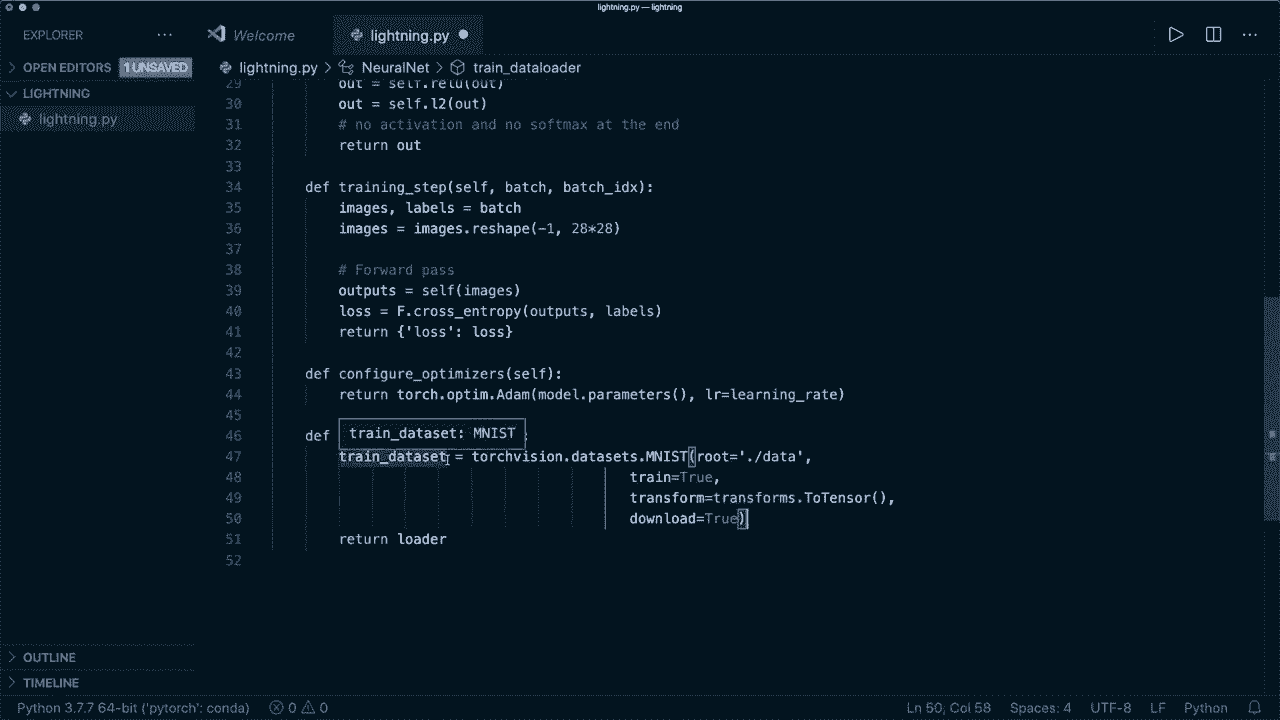 lightning.py — lightning
EXPLORER
Welcome
lightning.py
OPEN EDITORS 1 UNSAVED
lightning.py > NeuralNet > train_dataloader
LIGHTNING
lightning.py
29 out = self.relu(out)
30 out = self.l2(out)
31 # no activation and no softmax at the end
32 return out
33
34 def training_step(self, batch, batch_idx):
35 images, labels = batch
36 images = images.reshape(-1, 28*28)
37
38 # Forward pass
39 outputs = self(images)
40 loss = F.cross_entropy(outputs, labels)
41 return {'loss': loss}
42
43 def configure_optimizers(self):
44 return torch.optim.Adam(model.parameters(), lr=learning_rate)
45
train_dataset: MNIST
46 def :
47 train_dataset = torchvision.datasets.MNIST(root='./data',
48 train=True,
49 transform=transforms.ToTensor(),
50 download=True)
51 return loader
52
OUTLINE
TIMELINE
Python 3.7.7 64-bit ('pytorch': conda) 0 0 Ln 50, Col 58 Spaces: 4 UTF-8 LF Python